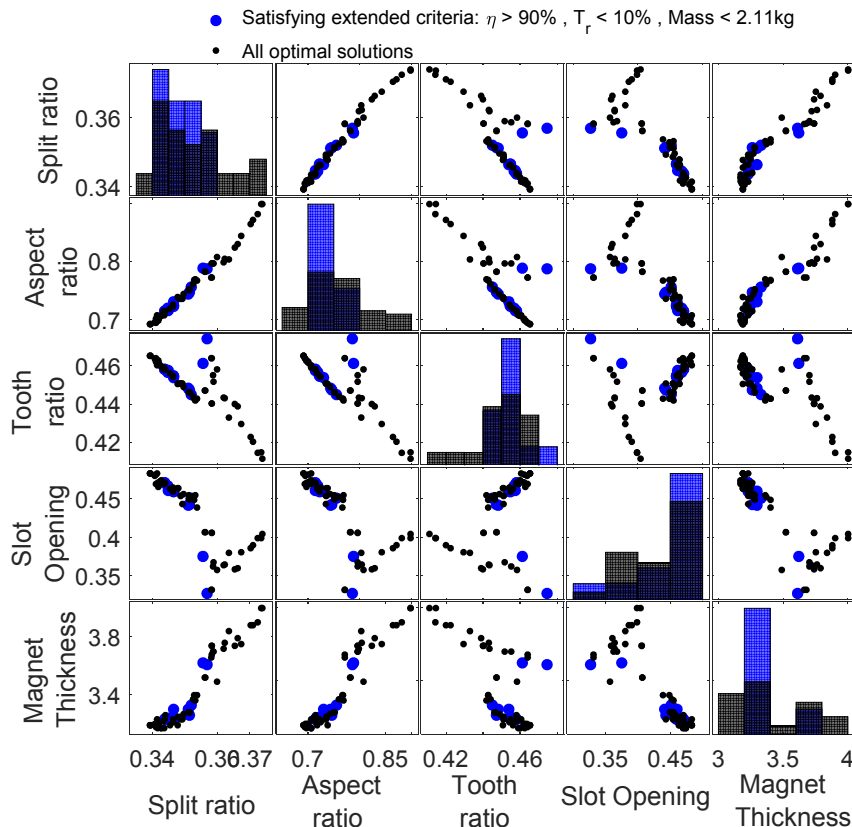 Satisfying extended criteria: η > 90% , T_r < 10% , Mass < 2.11kg
All optimal solutions
Split ratio
0.36
0.34
Aspect ratio
0.8
0.7
Tooth ratio
0.46
0.44
0.42
Slot Opening
0.45
0.4
0.35
Magnet Thickness
3.8
3.4
0.34 0.36 0.37 0.7 0.85 0.42 0.46 0.35 0.45 3 3.5 4
Split ratio Aspect ratio Tooth ratio Slot Opening Magnet Thickness